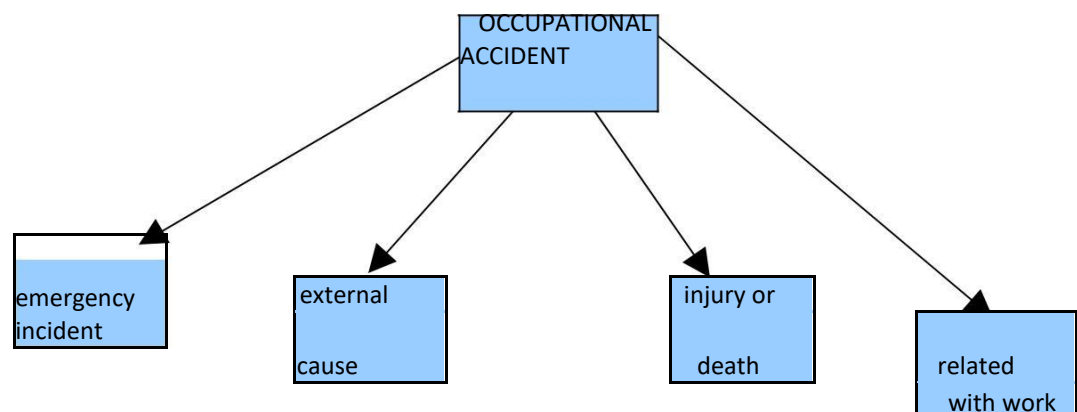 OCCUPATIONAL
ACCIDENT
emergency
incident
external
cause
injury or
death
related
with work